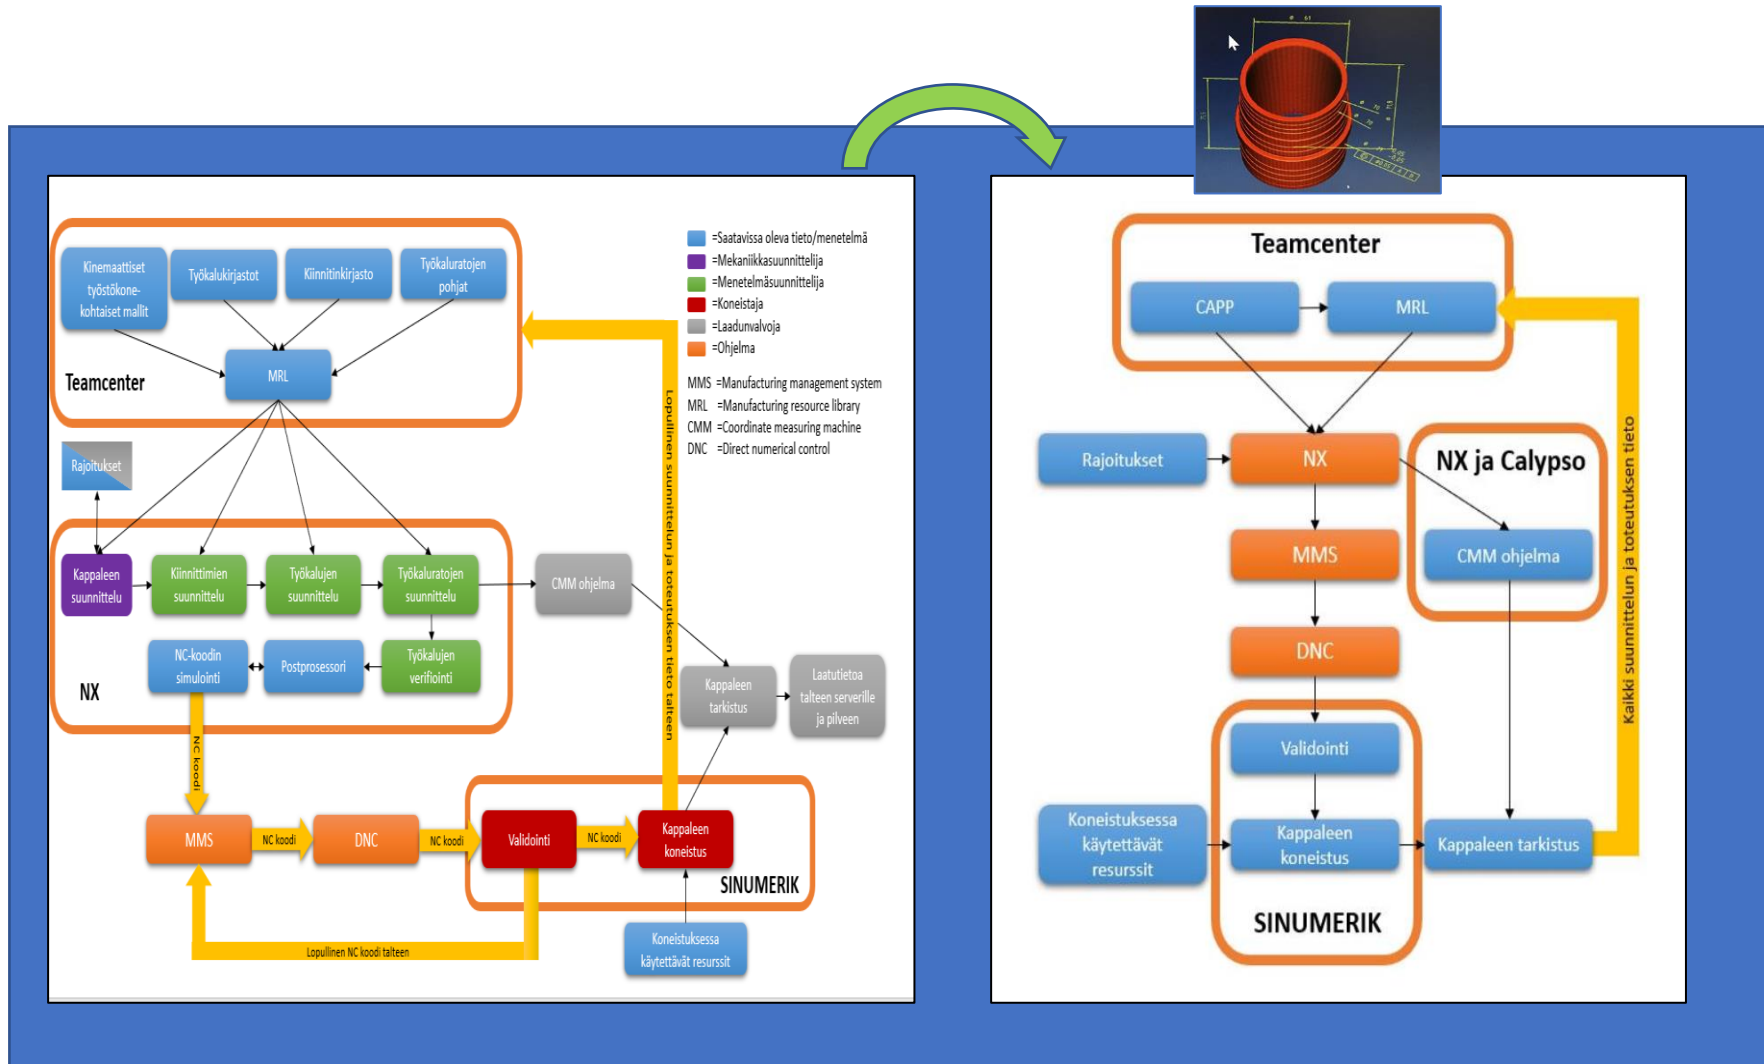 Kinemaattiset
työstökone-
kohtaiset mallit
Työkalukirjastot
Kiinnitinkirjasto
Työkaluratojen
pohjat
MRL
Teamcenter
=Saatavissa oleva tieto/menetelmä
=Mekaniikkasuunnittelija
=Menetelmäsuunnittelija
=Koneistaja
=Laadunvalvoja
=Ohjelma
MMS =Manufacturing management system
MRL =Manufacturing resource library
CMM =Coordinate measuring machine
DNC =Direct numerical control
Rajoitukset
Kappaleen
suunnittelu
Kiinnittimien
suunnittelu
Työkalujen
suunnittelu
Työkaluratojen
suunnittelu
CMM ohjelma
NC-koodin
simulointi
Postprosessori
Työkalujen
verifiointi
NX
Kappaleen
tarkistus
Laatutietoa
talteen serverille
ja pilveen
Lopullinen suunnittelun ja toteutuksen tieto talteen
NC koodi
MMS
NC koodi
DNC
NC koodi
Validointi
NC koodi
Kappaleen
koneistus
SINUMERIK
Lopullinen NC koodi talteen
Koneistuksessa
käytettävät resurssit
ø 61
ø 70
ø 70
Teamcenter
CAPP
MRL
Rajoitukset
NX
NX ja Calypso
MMS
CMM ohjelma
DNC
Validointi
Koneistuksessa
käytettävät
resurssit
Kappaleen
koneistus
Kappaleen tarkistus
SINUMERIK
Kaikki suunnittelun ja toteutuksen tieto